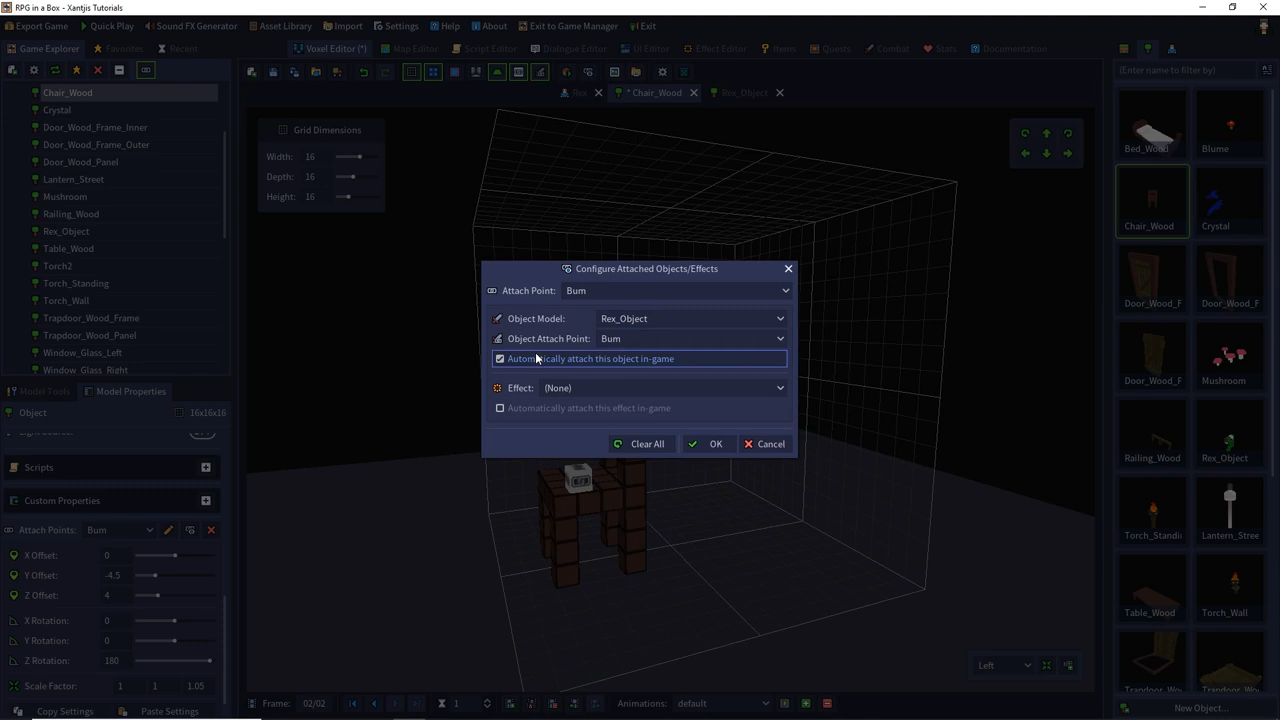 RPG in a Box - Xantjis Tutorials
Export Game
Quick Play
Sound FX Generator
Asset Library
Import
Settings
Help
About
Exit to Game Manager
Exit
Game Explorer
Favorites
Recent
Voxel Editor (*)
Map Editor
Script Editor
Dialogue Editor
UI Editor
Effect Editor
Items
Quests
Combat
Stats
Documentation
(Enter name to filter by)
Rex
* Chair_Wood
Rex_Object
Chair_Wood
Crystal
Door_Wood_Frame_Inner
Door_Wood_Frame_Outer
Door_Wood_Panel
Lantern_Street
Mushroom
Railing_Wood
Rex_Object
Table_Wood
Torch2
Torch_Standing
Torch_Wall
Trapdoor_Wood_Frame
Trapdoor_Wood_Panel
Window_Glass_Left
Window_Glass_Right
Grid Dimensions
Width: 16
Depth: 16
Height: 16
Configure Attached Objects/Effects
Attach Point: Bum
Object Model: Rex_Object
Object Attach Point: Bum
Automatically attach this object in-game
Effect: (None)
Automatically attach this effect in-game
Clear All
OK
Cancel
Model Tools
Model Properties
Object
16x16x16
Scripts
Custom Properties
Attach Points: Bum
X Offset: 0
Y Offset: -4.5
Z Offset: 4
X Rotation: 0
Y Rotation: 0
Z Rotation: 180
Scale Factor: 1 1 1.05
Copy Settings
Paste Settings
Left
Frame: 02/02
1
Animations: default
Bed_Wood
Blume
Chair_Wood
Crystal
Door_Wood_F
Door_Wood_F
Door_Wood_F
Mushroom
Railing_Wood
Rex_Object
Torch_Standi
Lantern_Stree
Table_Wood
Torch_Wall
Trapdoor_Wo
Trapdoor_Wo
New Object...